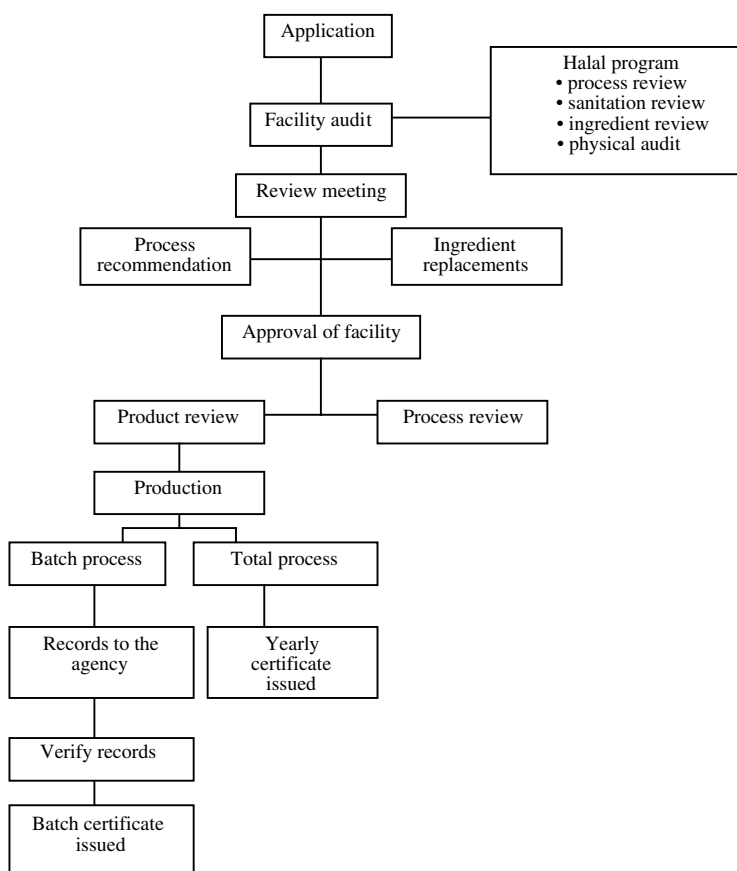 Application
Halal program
• process review
• sanitation review
• ingredient review
• physical audit
Facility audit
Review meeting
Process
recommendation
Ingredient
replacements
Approval of facility
Product review
Process review
Production
Batch process
Total process
Records to the
agency
Yearly
certificate
issued
Verify records
Batch certificate
issued